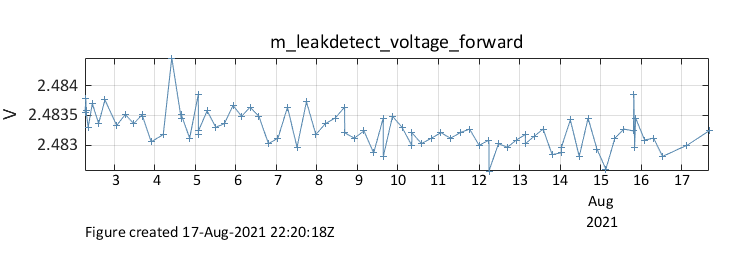 m_leakdetect_voltage_forward
V
2.484
2.4835
2.483
3 4 5 6 7 8 9 10 11 12 13 14 15 16 17
Aug
2021
Figure created 17-Aug-2021 22:20:18Z